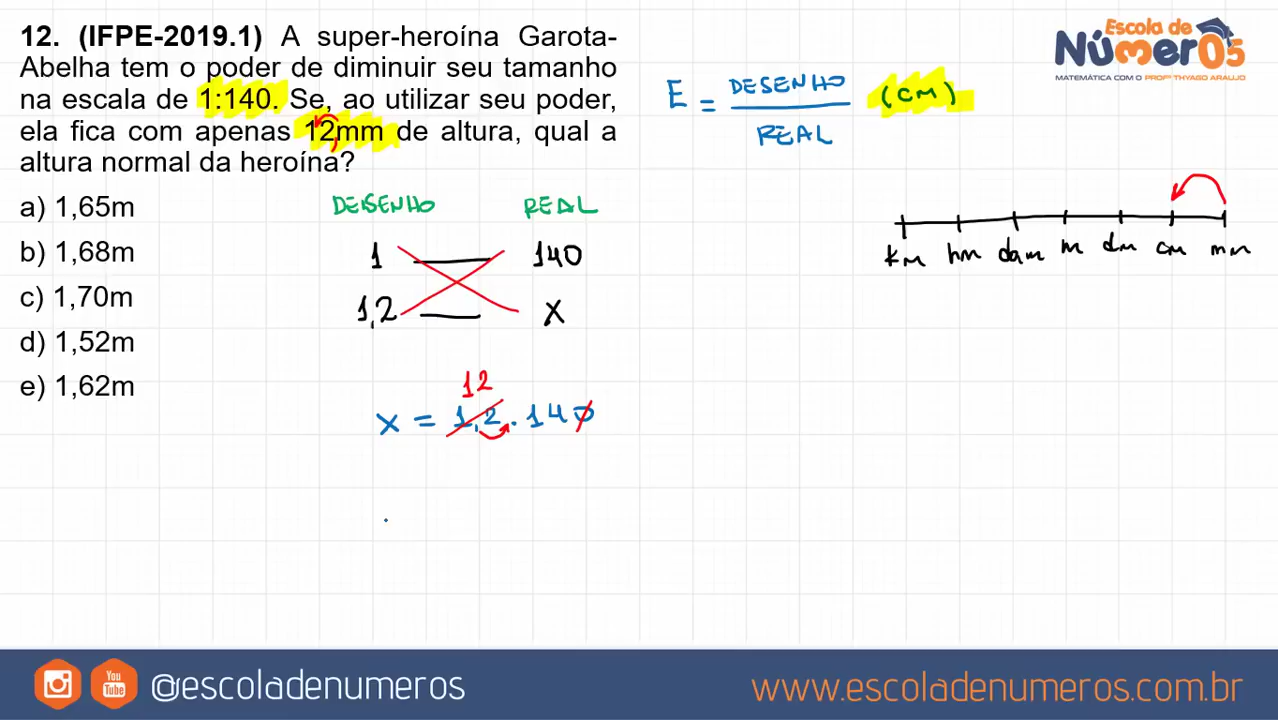 12. (IFPE-2019.1) A super-heroína Garota-
Abelha tem o poder de diminuir seu tamanho
na escala de 1:140. Se, ao utilizar seu poder,
ela fica com apenas 12mm de altura, qual a
altura normal da heroína?
a) 1,65m
b) 1,68m
c) 1,70m
d) 1,52m
e) 1,62m
DESENHO REAL
1 140
1,2 X
12
X = 1,2 . 140
E = DESENHO (CM)
REAL
Escola de
NúmerOs
MATEMÁTICA COM O PROFº THYAGO ARAÚJO
km hm dam m dm cm mm
You
Tube
@escoladenumeros
www.escoladenumeros.com.br